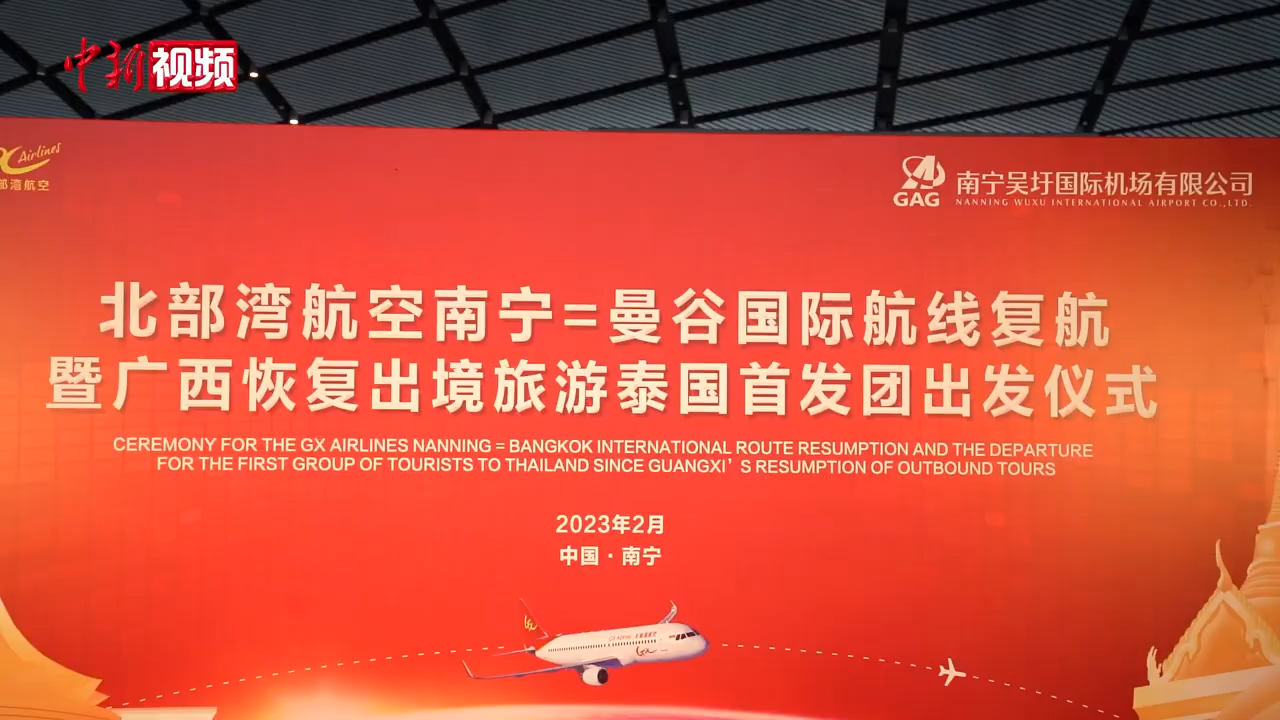 中新视频
Airlines
部湾航空
GAG
南宁吴圩国际机场有限公司
NANNING WUXU INTERNATIONAL AIRPORT CO.,LTD.
北部湾航空南宁=曼谷国际航线复航
暨广西恢复出境旅游泰国首发团出发仪式
CEREMONY FOR THE GX AIRLINES NANNING = BANGKOK INTERNATIONAL ROUTE RESUMPTION AND THE DEPARTURE
FOR THE FIRST GROUP OF TOURISTS TO THAILAND SINCE GUANGXI'S RESUMPTION OF OUTBOUND TOURS
2023年2月
中国·南宁